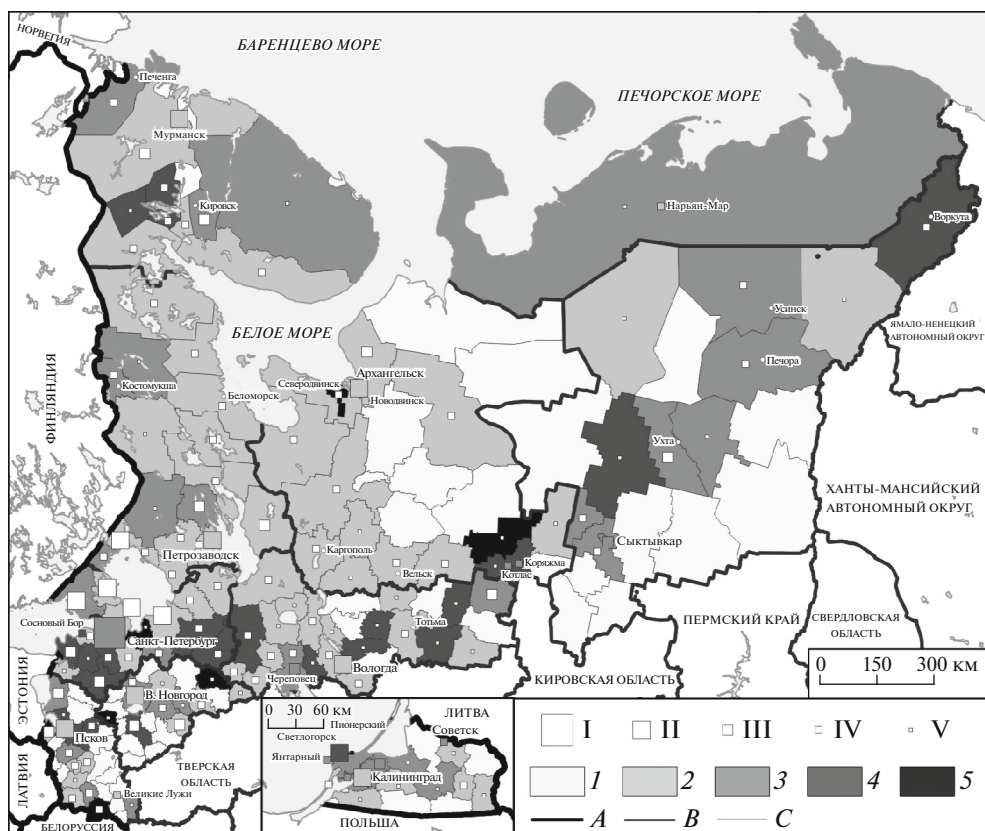 НОРВЕГИЯ
БАРЕНЦЕВО МОРЕ
Печенга
ПЕЧОРСКОЕ МОРЕ
Мурманск
Кировск
Нарьян-Мар
Воркута
Усинск
ЯМАЛО-НЕНЕЦКИЙ
АВТОНОМНЫЙ ОКРУГ
БЕЛОЕ МОРЕ
Печора
ФИНЛЯНДИЯ
Костомукша
Беломорск
Северодвинск
Архангельск
Новодвинск
Ухта
ХАНТЫ-МАНСИЙСКИЙ
АВТОНОМНЫЙ ОКРУГ
Петрозаводск
Каргополь
Вельск
Коряжма
Котлас
Сыктывкар
Сосновый Бор
Санкт-Петербург
Тотьма
ПЕРМСКИЙ КРАЙ
СВЕРДЛОВСКАЯ
ОБЛАСТЬ
0 150 300 КМ
Вологда
Череповец
КИРОВСКАЯ ОБЛАСТЬ
ЭСТОНИЯ
В. Новгород
Псков
ТВЕРСКАЯ
ОБЛАСТЬ
ЛАТВИЯ
Великие Луки
БЕЛОРУССИЯ
0 30 60 КМ
Пионерский
Светлогорск
Янтарный
ЛИТВА
Советск
Калининград
ПОЛЬША
I II III IV V
1 2 3 4 5
A B C